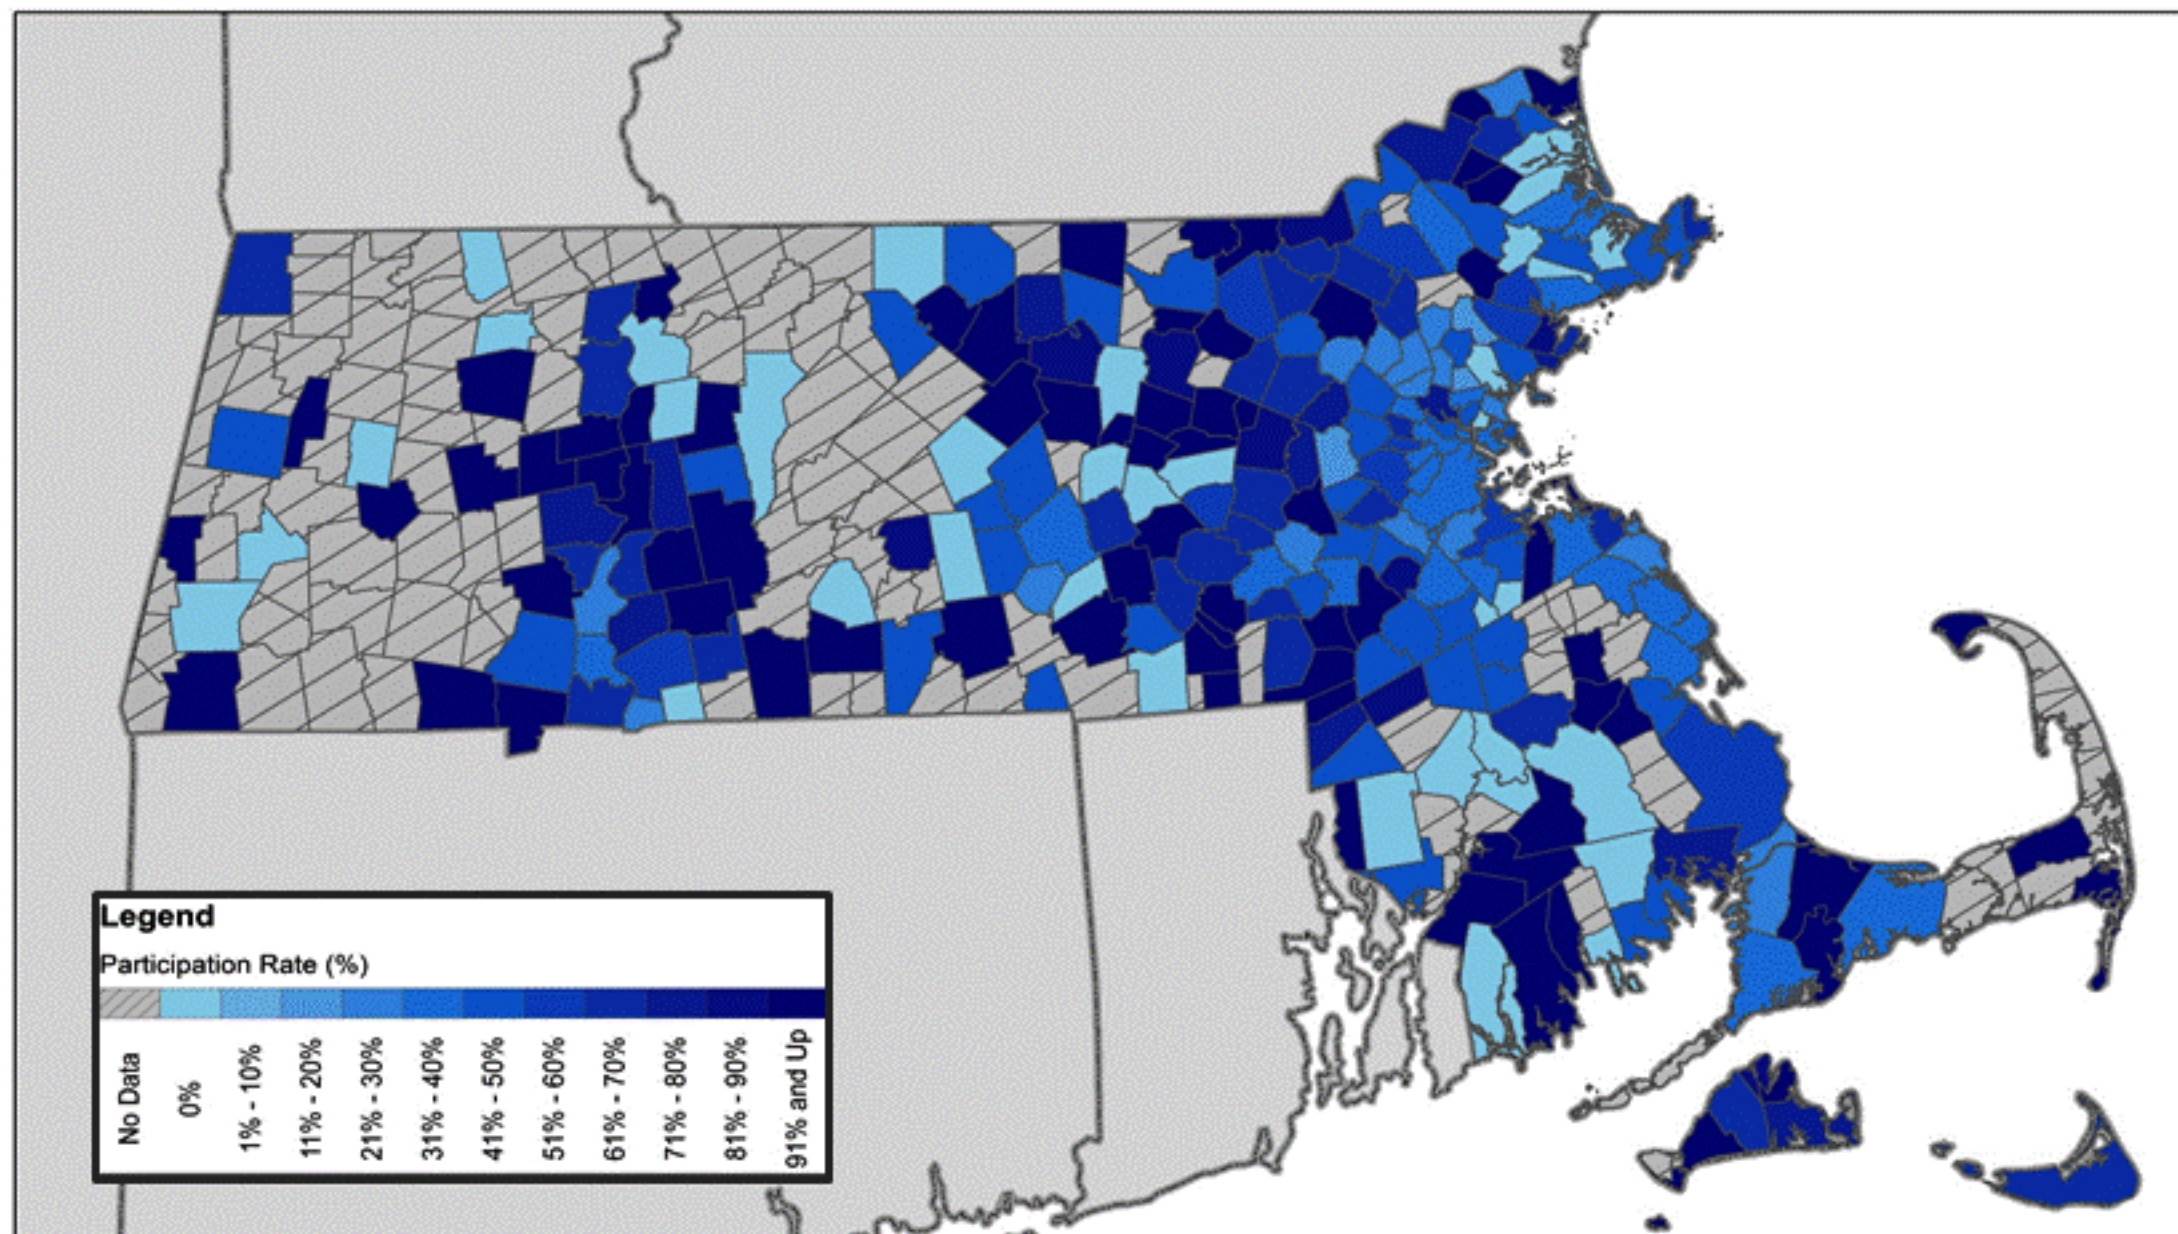 Legend
Participation Rate (%)
No Data
0%
1% - 10%
11% - 20%
21% - 30%
31% - 40%
41% - 50%
51% - 60%
61% - 70%
71% - 80%
81% - 90%
91% and Up